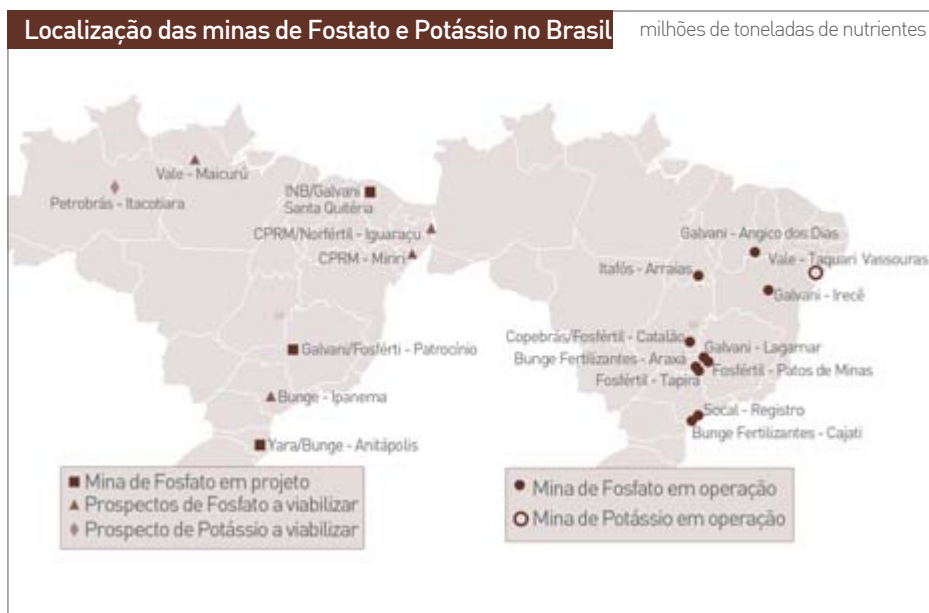 Localização das minas de Fostato e Potássio no Brasil
milhões de toneladas de nutrientes
Vale - Maicurú
Petrobrás - Itacotiara
INB/Galvani
Santa Quitéria
CPRM/Norfértil - Iguaraçu
CPRM - Miriri
Galvani/Fosférti - Patrocínio
Bunge - Ipanema
Yara/Bunge - Anitápolis
Mina de Fosfato em projeto
Prospectos de Fosfato a viabilizar
Prospecto de Potássio a viabilizar
Galvani - Angico dos Dias
Vale - Taquari Vassouras
Itafós - Arraias
Galvani - Irecê
Copebrás/Fosfértil - Catalão
Galvani - Lagamar
Bunge Fertilizantes - Araxá
Fosfértil - Patos de Minas
Fosfértil - Tapira
Socal - Registro
Bunge Fertilizantes - Cajati
Mina de Fosfato em operação
Mina de Potássio em operação